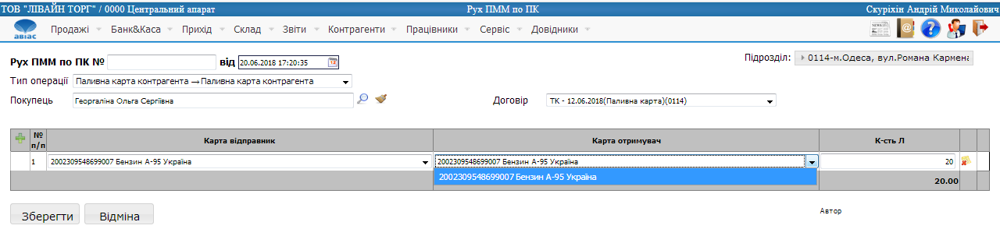 ТОВ "ЛІВАЙН ТОРГ" / 0000 Центральний апарат Рух ПММ по ПК Скуріхін Андрій Миколайович
АВІАС Продажі Банк&Каса Прихід Склад Звіти Контрагенти Працівники Сервіс Довідники NEWS
Рух ПММ по ПК № від 20.06.2018 17:20:35 12 Підрозділ: 0114-м.Одеса, вул.Романа Кармена
Тип операції Паливна карта контрагента → Паливна карта контрагента
Покупець Георгаліна Ольга Сергіївна Договір ТК - 12.06.2018(Паливна карта)(0114)
№ п/п Карта відправник Карта отримувач К-сть Л
1 2002309548699007 Бензин А-95 Україна 2002309548699007 Бензин А-95 Україна 20
2002309548699007 Бензин А-95 Україна
20.00
Зберегти Відміна Автор